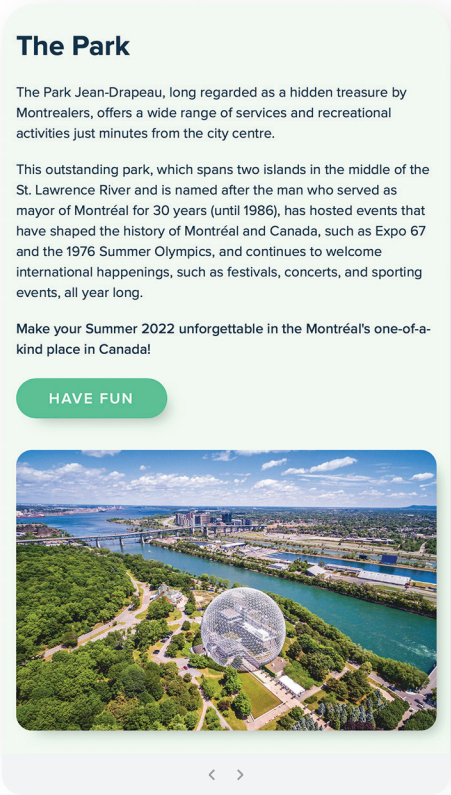 The Park
The Park Jean-Drapeau, long regarded as a hidden treasure by
Montrealers, offers a wide range of services and recreational
activities just minutes from the city centre.
This outstanding park, which spans two islands in the middle of the
St. Lawrence River and is named after the man who served as
mayor of Montréal for 30 years (until 1986), has hosted events that
have shaped the history of Montréal and Canada, such as Expo 67
and the 1976 Summer Olympics, and continues to welcome
international happenings, such as festivals, concerts, and sporting
events, all year long.
Make your Summer 2022 unforgettable in the Montréal's one-of-a-
kind place in Canada!
HAVE FUN